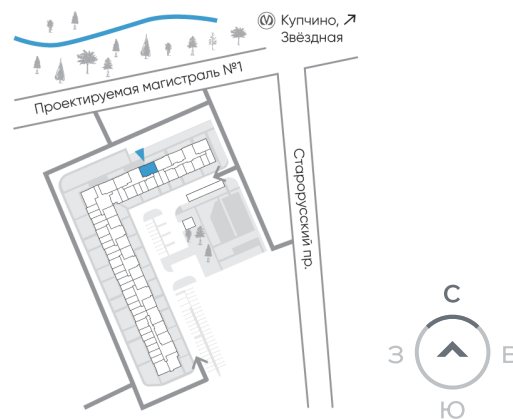 М Купчино,
Звёздная
Проектируемая магистраль №1
Старорусский пр.
С
З
В
Ю